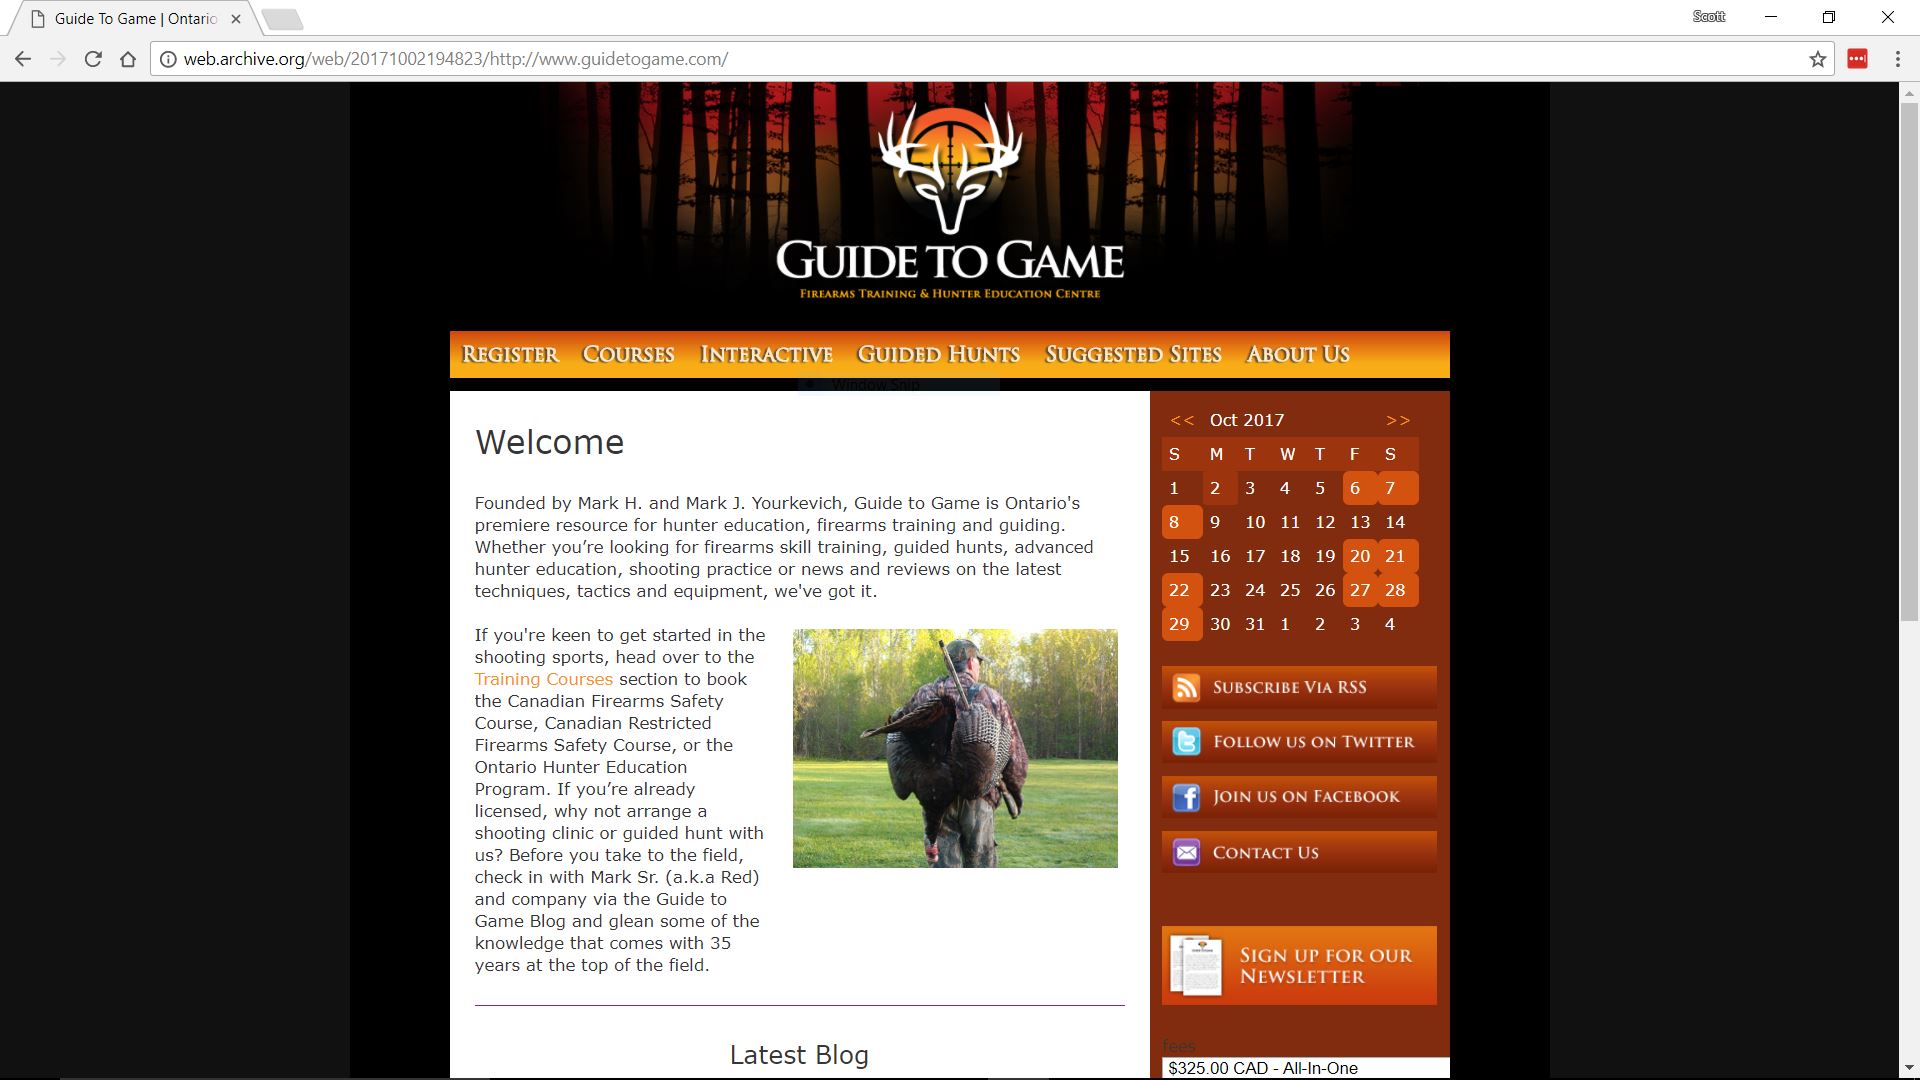 Guide To Game | Ontario
Scott
web.archive.org/web/20171002194823/http://www.guidetogame.com/
GUIDE TO GAME
FIREARMS TRAINING & HUNTER EDUCATION CENTRE
REGISTER COURSES INTERACTIVE GUIDED HUNTS SUGGESTED SITES ABOUT US
Window Snip
Welcome
Founded by Mark H. and Mark J. Yourkevich, Guide to Game is Ontario's
premiere resource for hunter education, firearms training and guiding.
Whether you’re looking for firearms skill training, guided hunts, advanced
hunter education, shooting practice or news and reviews on the latest
techniques, tactics and equipment, we've got it.
If you're keen to get started in the
shooting sports, head over to the
Training Courses section to book
the Canadian Firearms Safety
Course, Canadian Restricted
Firearms Safety Course, or the
Ontario Hunter Education
Program. If you’re already
licensed, why not arrange a
shooting clinic or guided hunt with
us? Before you take to the field,
check in with Mark Sr. (a.k.a Red)
and company via the Guide to
Game Blog and glean some of the
knowledge that comes with 35
years at the top of the field.
Latest Blog
<< Oct 2017 >>
S M T W T F S
1 2 3 4 5 6 7
8 9 10 11 12 13 14
15 16 17 18 19 20 21
22 23 24 25 26 27 28
29 30 31 1 2 3 4
SUBSCRIBE VIA RSS
FOLLOW US ON TWITTER
JOIN US ON FACEBOOK
CONTACT US
SIGN UP FOR OUR
NEWSLETTER
fees
$325.00 CAD - All-In-One